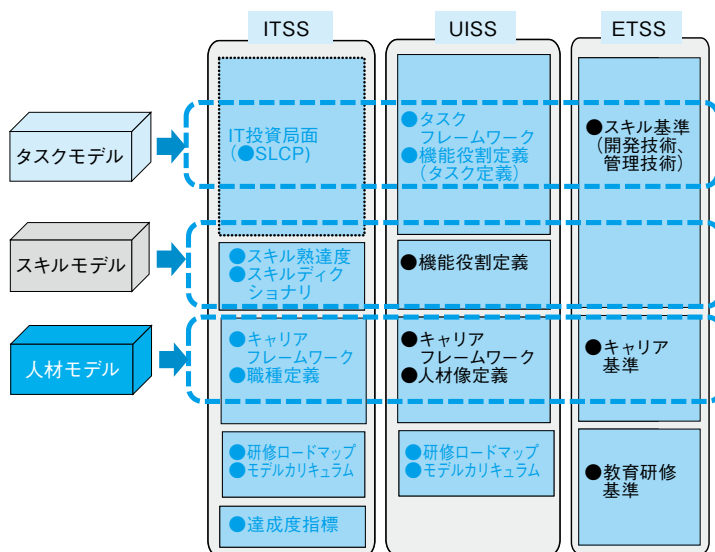 ITSS
UISS
ETSS
タスクモデル
IT投資局面
(●SLCP)
●タスク
フレームワーク
●機能役割定義
(タスク定義)
●スキル基準
(開発技術、
管理技術)
スキルモデル
●スキル熟達度
●スキルディク
ショナリ
●機能役割定義
人材モデル
●キャリア
フレームワーク
●職種定義
●キャリア
フレームワーク
●人材像定義
●キャリア
基準
●研修ロードマップ
●モデルカリキュラム
●研修ロードマップ
●モデルカリキュラム
●教育研修
基準
●達成度指標